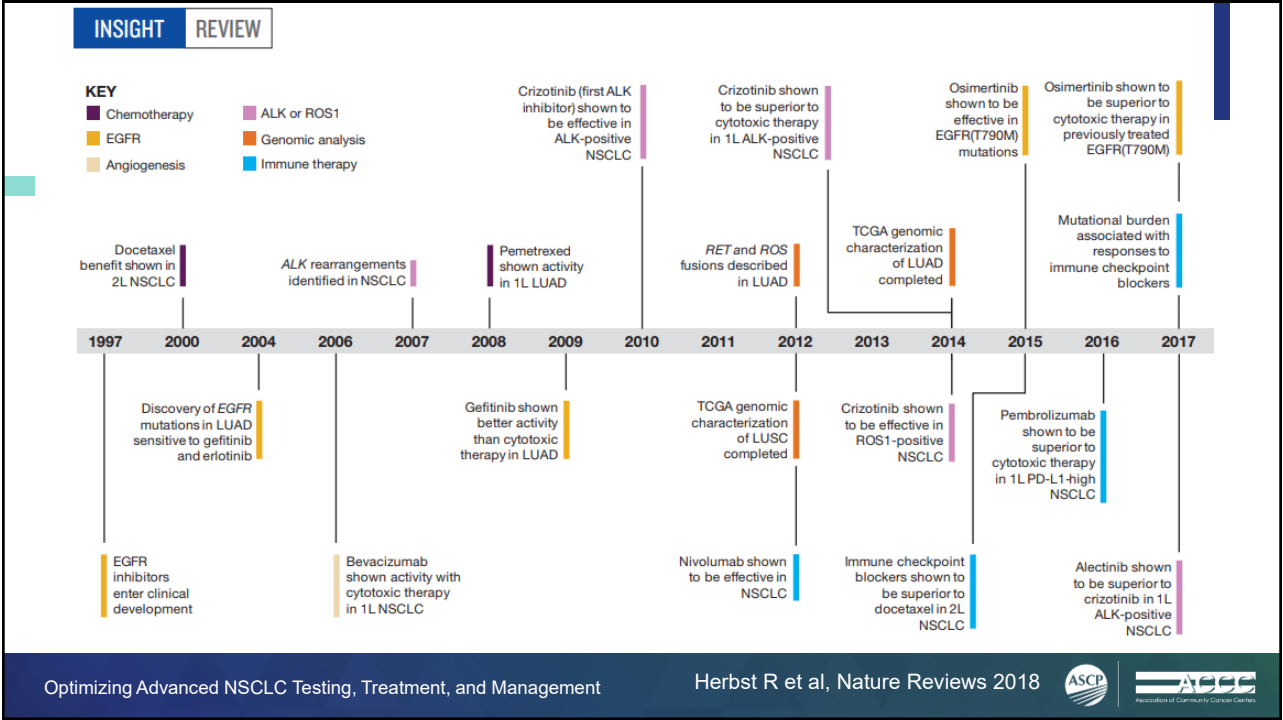 INSIGHT REVIEW
KEY
Chemotherapy
EGFR
Angiogenesis
ALK or ROS1
Genomic analysis
Immune therapy
Crizotinib (first ALK
inhibitor) shown to
be effective in
ALK-positive
NSCLC
Crizotinib shown
to be superior to
cytotoxic therapy
in 1L ALK-positive
NSCLC
Osimertinib
shown to be
effective in
EGFR(T790M)
mutations
Osimertinib shown to
be superior to
cytotoxic therapy in
previously treated
EGFR(T790M)
Docetaxel
benefit shown in
2L NSCLC
ALK rearrangements
identified in NSCLC
Pemetrexed
shown activity
in 1L LUAD
RET and ROS
fusions described
in LUAD
TCGA genomic
characterization
of LUAD
completed
Mutational burden
associated with
responses to
immune checkpoint
blockers
1997 2000 2004 2006 2007 2008 2009 2010 2011 2012 2013 2014 2015 2016 2017
Discovery of EGFR
mutations in LUAD
sensitive to gefitinib
and erlotinib
Gefitinib shown
better activity
than cytotoxic
therapy in LUAD
TCGA genomic
characterization
of LUSC
completed
Crizotinib shown
to be effective in
ROS1-positive
NSCLC
Pembrolizumab
shown to be
superior to
cytotoxic therapy
in 1L PD-L1-high
NSCLC
EGFR
inhibitors
enter clinical
development
Bevacizumab
shown activity with
cytotoxic therapy
in 1L NSCLC
Nivolumab shown
to be effective in
NSCLC
Immune checkpoint
blockers shown to
be superior to
docetaxel in 2L
NSCLC
Alectinib shown
to be superior to
crizotinib in 1L
ALK-positive
NSCLC
Optimizing Advanced NSCLC Testing, Treatment, and Management
Herbst R et al, Nature Reviews 2018
ASCP
ACCC
Association of Community Cancer Centers